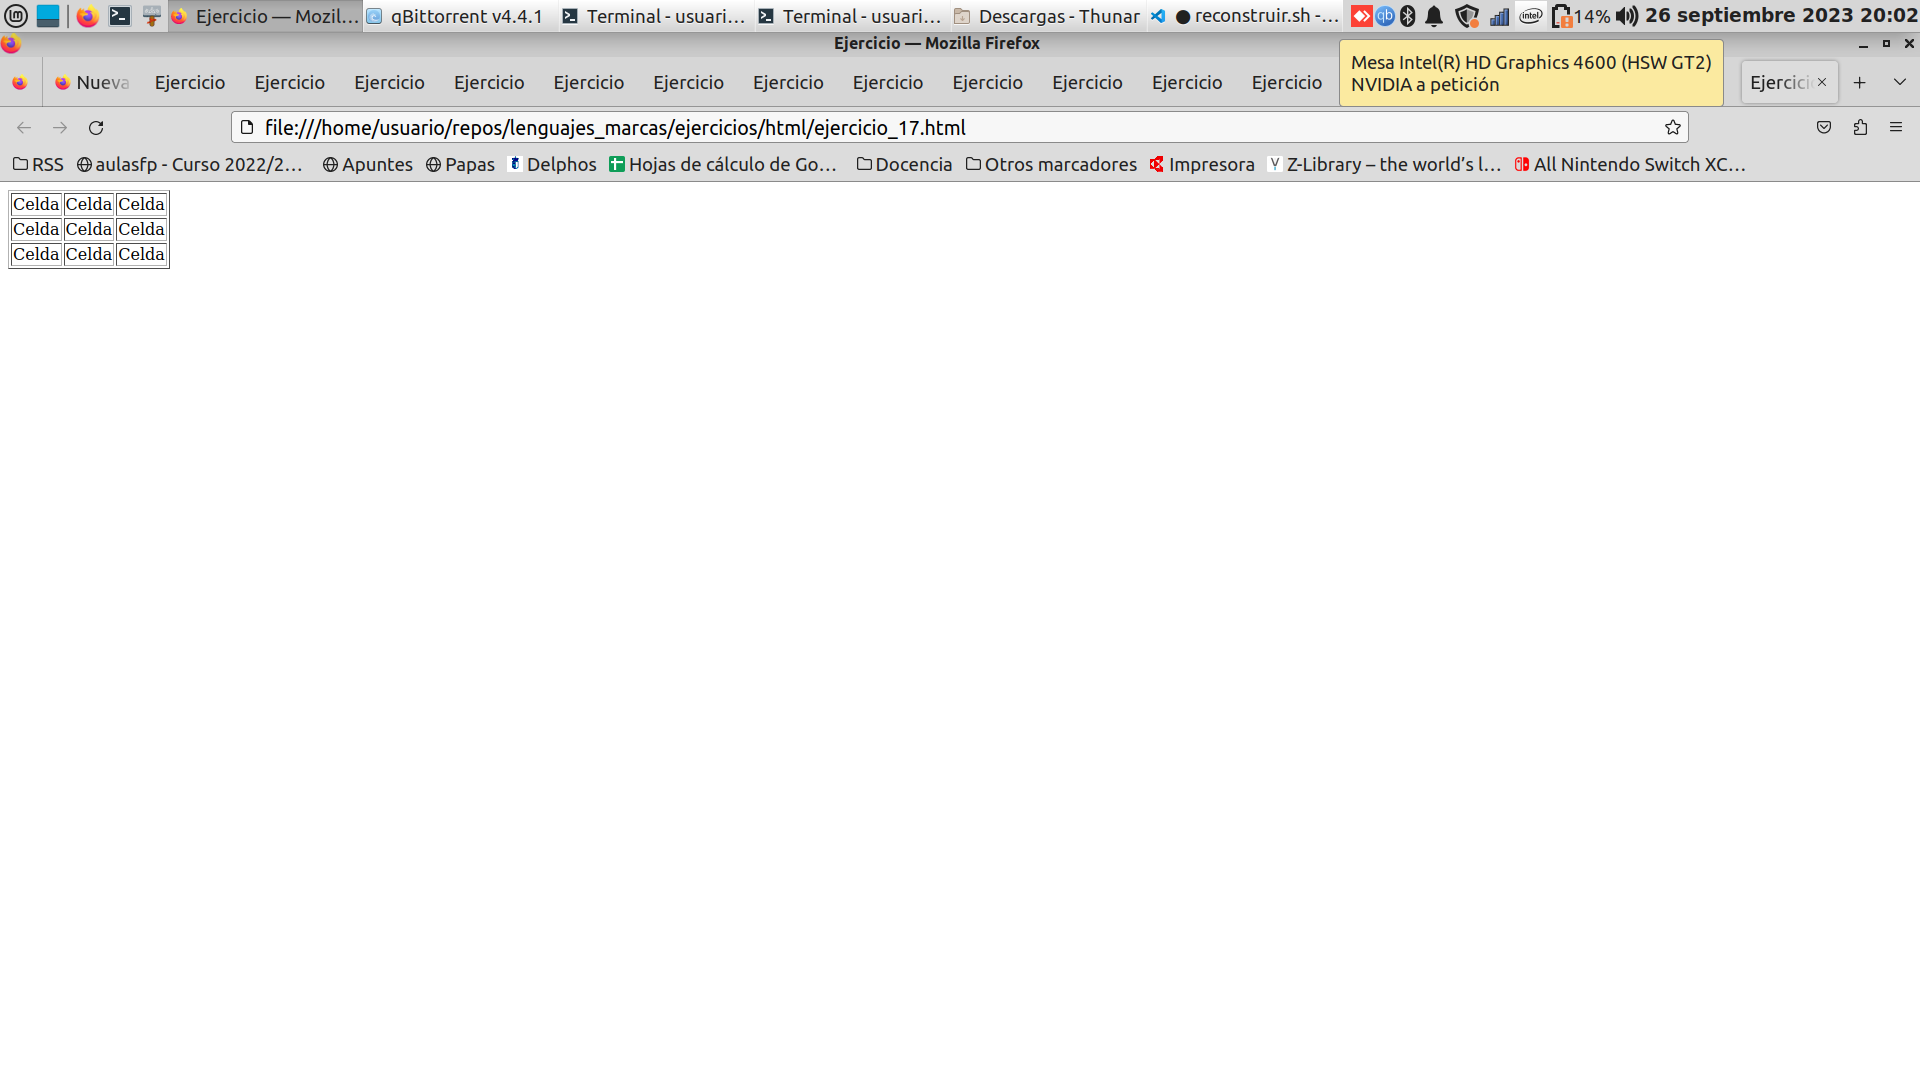 Ejercicio — Mozil... qBittorrent v4.4.1 Terminal - usuari... Terminal - usuari... Descargas - Thunar reconstruir.sh -... qb intel 14% 26 septiembre 2023 20:02
Ejercicio — Mozilla Firefox
Nueva Ejercicio Ejercicio Ejercicio Ejercicio Ejercicio Ejercicio Ejercicio Ejercicio Ejercicio Ejercicio Ejercicio Ejercicio Ejerci
Mesa Intel(R) HD Graphics 4600 (HSW GT2)
NVIDIA a petición
file:///home/usuario/repos/lenguajes_marcas/ejercicios/html/ejercicio_17.html
RSS aulasfp - Curso 2022/2... Apuntes Papas Delphos Hojas de cálculo de Go... Docencia Otros marcadores Impresora Z-Library – the world’s l... All Nintendo Switch XC...
Celda Celda Celda
Celda Celda Celda
Celda Celda Celda